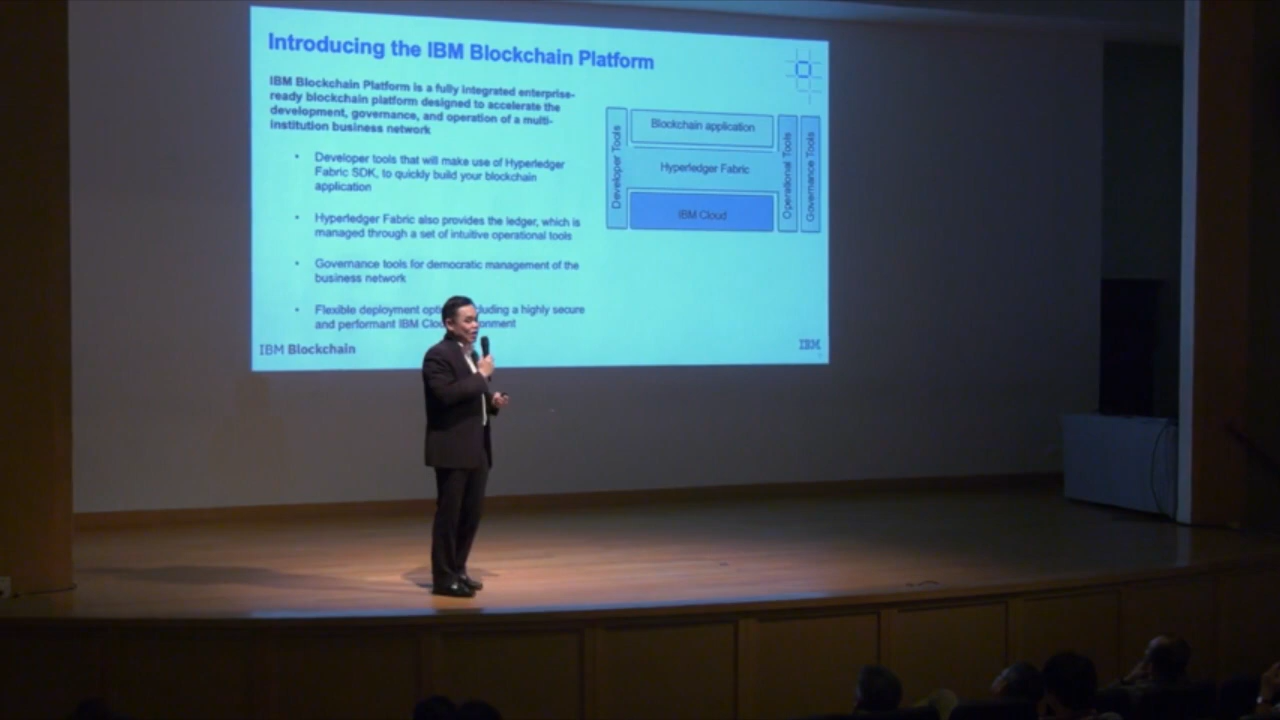 Introducing the IBM Blockchain Platform
IBM Blockchain Platform is a fully integrated enterprise-
ready blockchain platform designed to accelerate the
development, governance, and operation of a multi-
institution business network
• Developer tools that will make use of Hyperledger
Fabric SDK, to quickly build your blockchain
application
• Hyperledger Fabric also provides the ledger, which is
managed through a set of intuitive operational tools
• Governance tools for democratic management of the
business network
• Flexible deployment a highly secure
and performant IBM
Developer Tools
Blockchain application
Hyperledger Fabric
IBM Cloud
Operational Tools
Governance Tools
IBM Blockchain
IBM